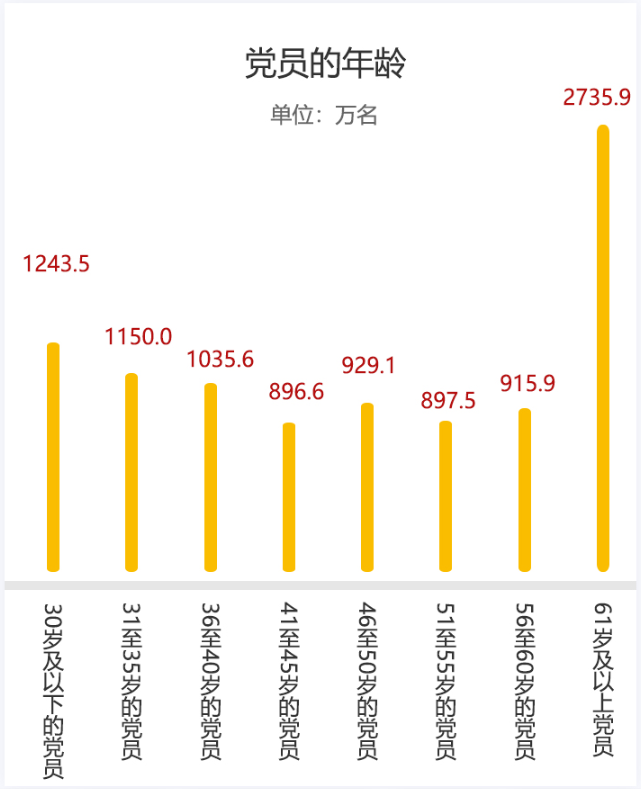 党员的年龄
单位：万名
2735.9
1243.5
1150.0
1035.6
896.6
929.1
897.5
915.9
30岁及以下的党员
31至35岁的党员
36至40岁的党员
41至45岁的党员
46至50岁的党员
51至55岁的党员
56至60岁的党员
61岁及以上党员